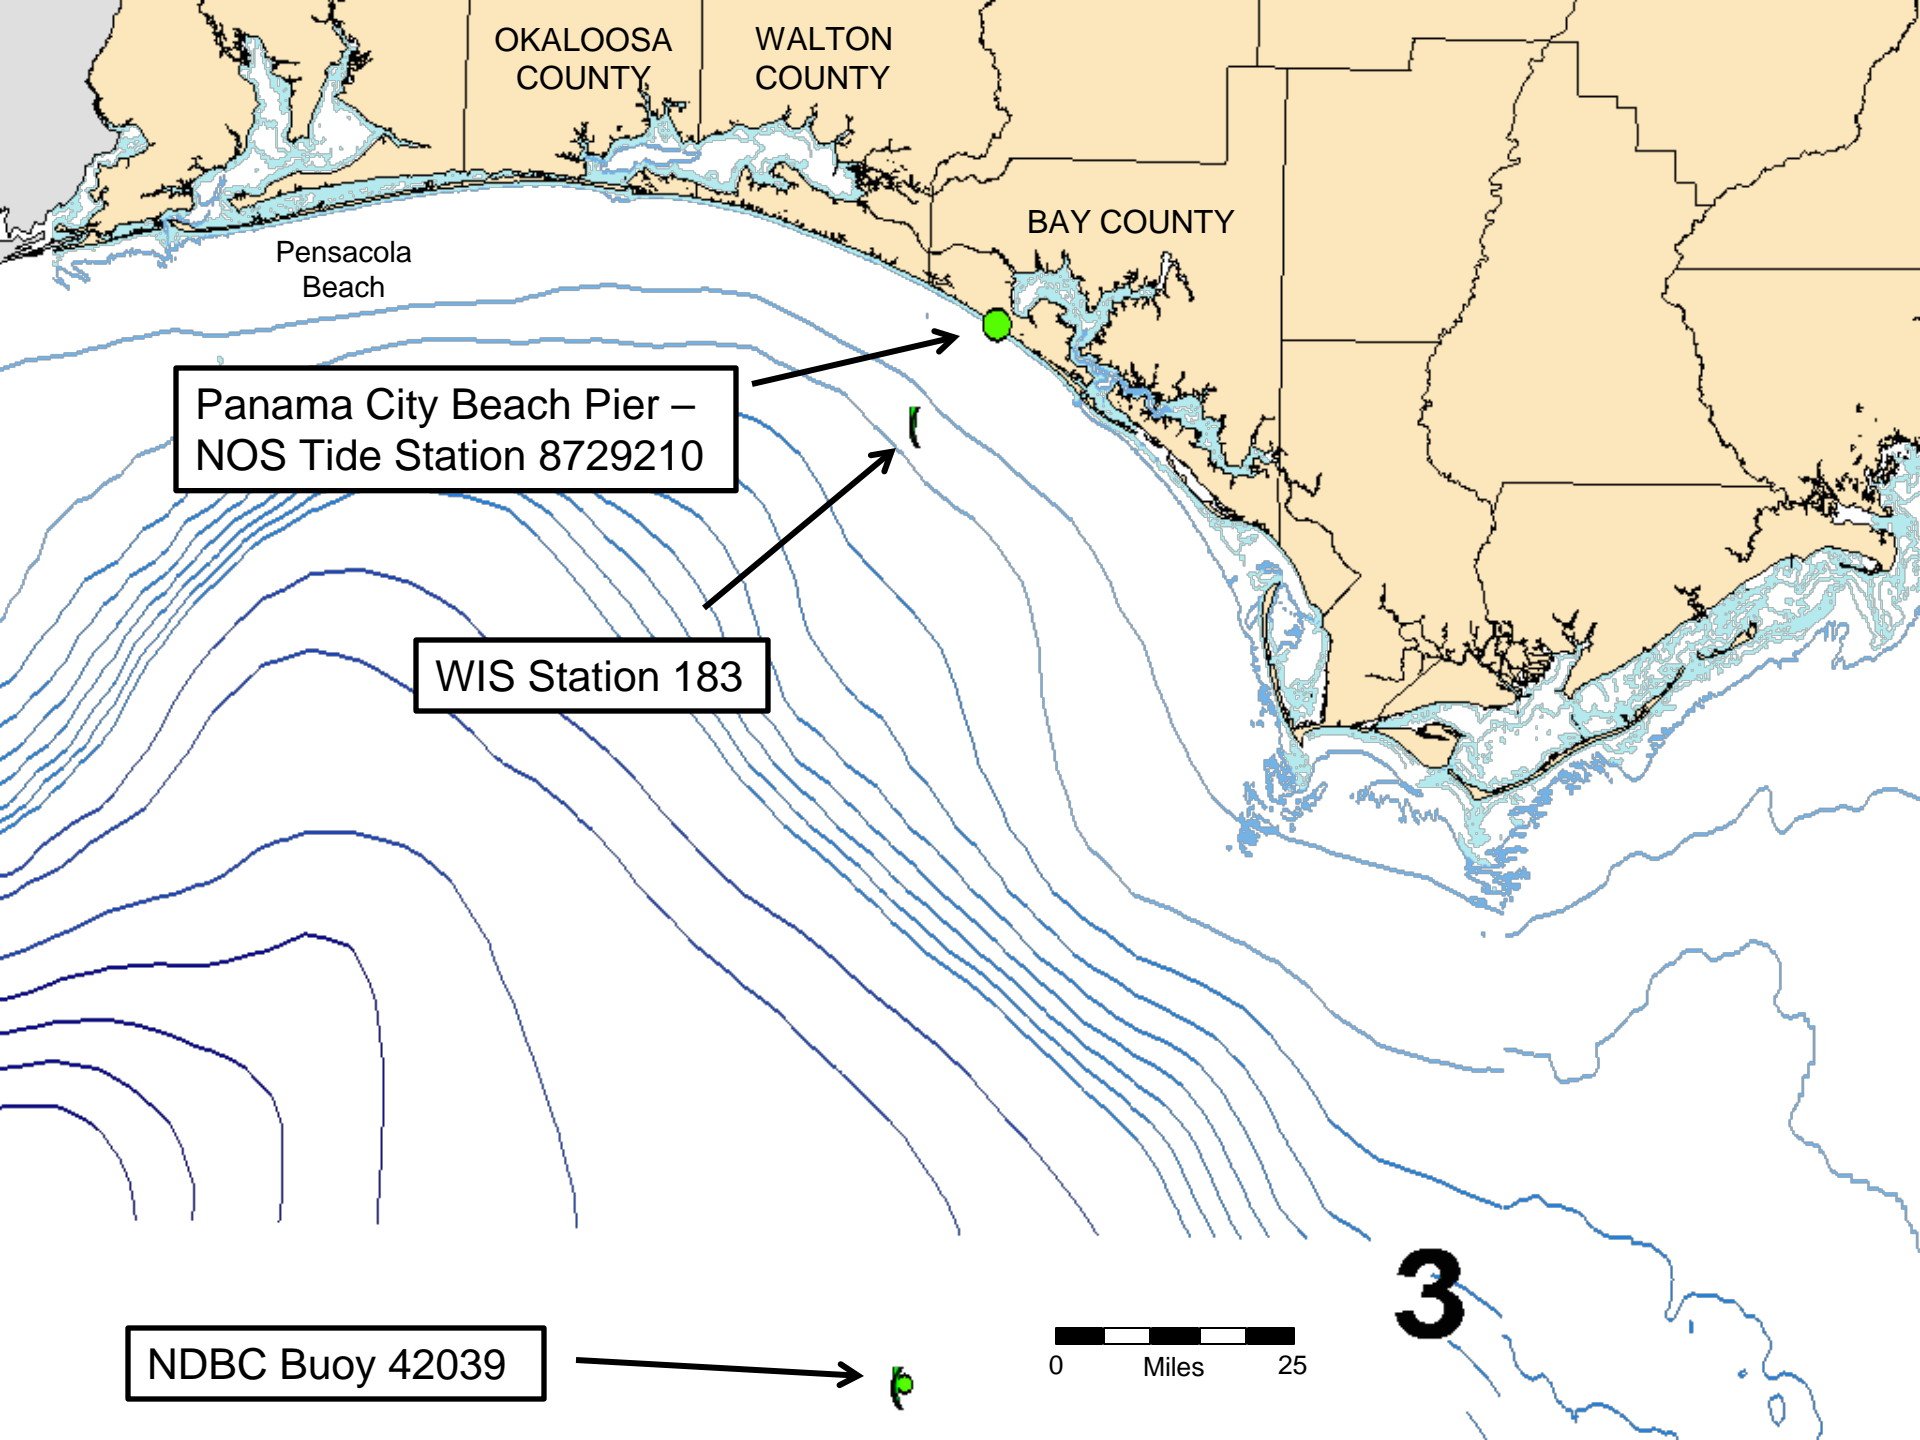 OKALOOSA
COUNTY
WALTON
COUNTY
BAY COUNTY
Pensacola
Beach
Panama City Beach Pier –
NOS Tide Station 8729210
WIS Station 183
3
NDBC Buoy 42039
0 Miles 25